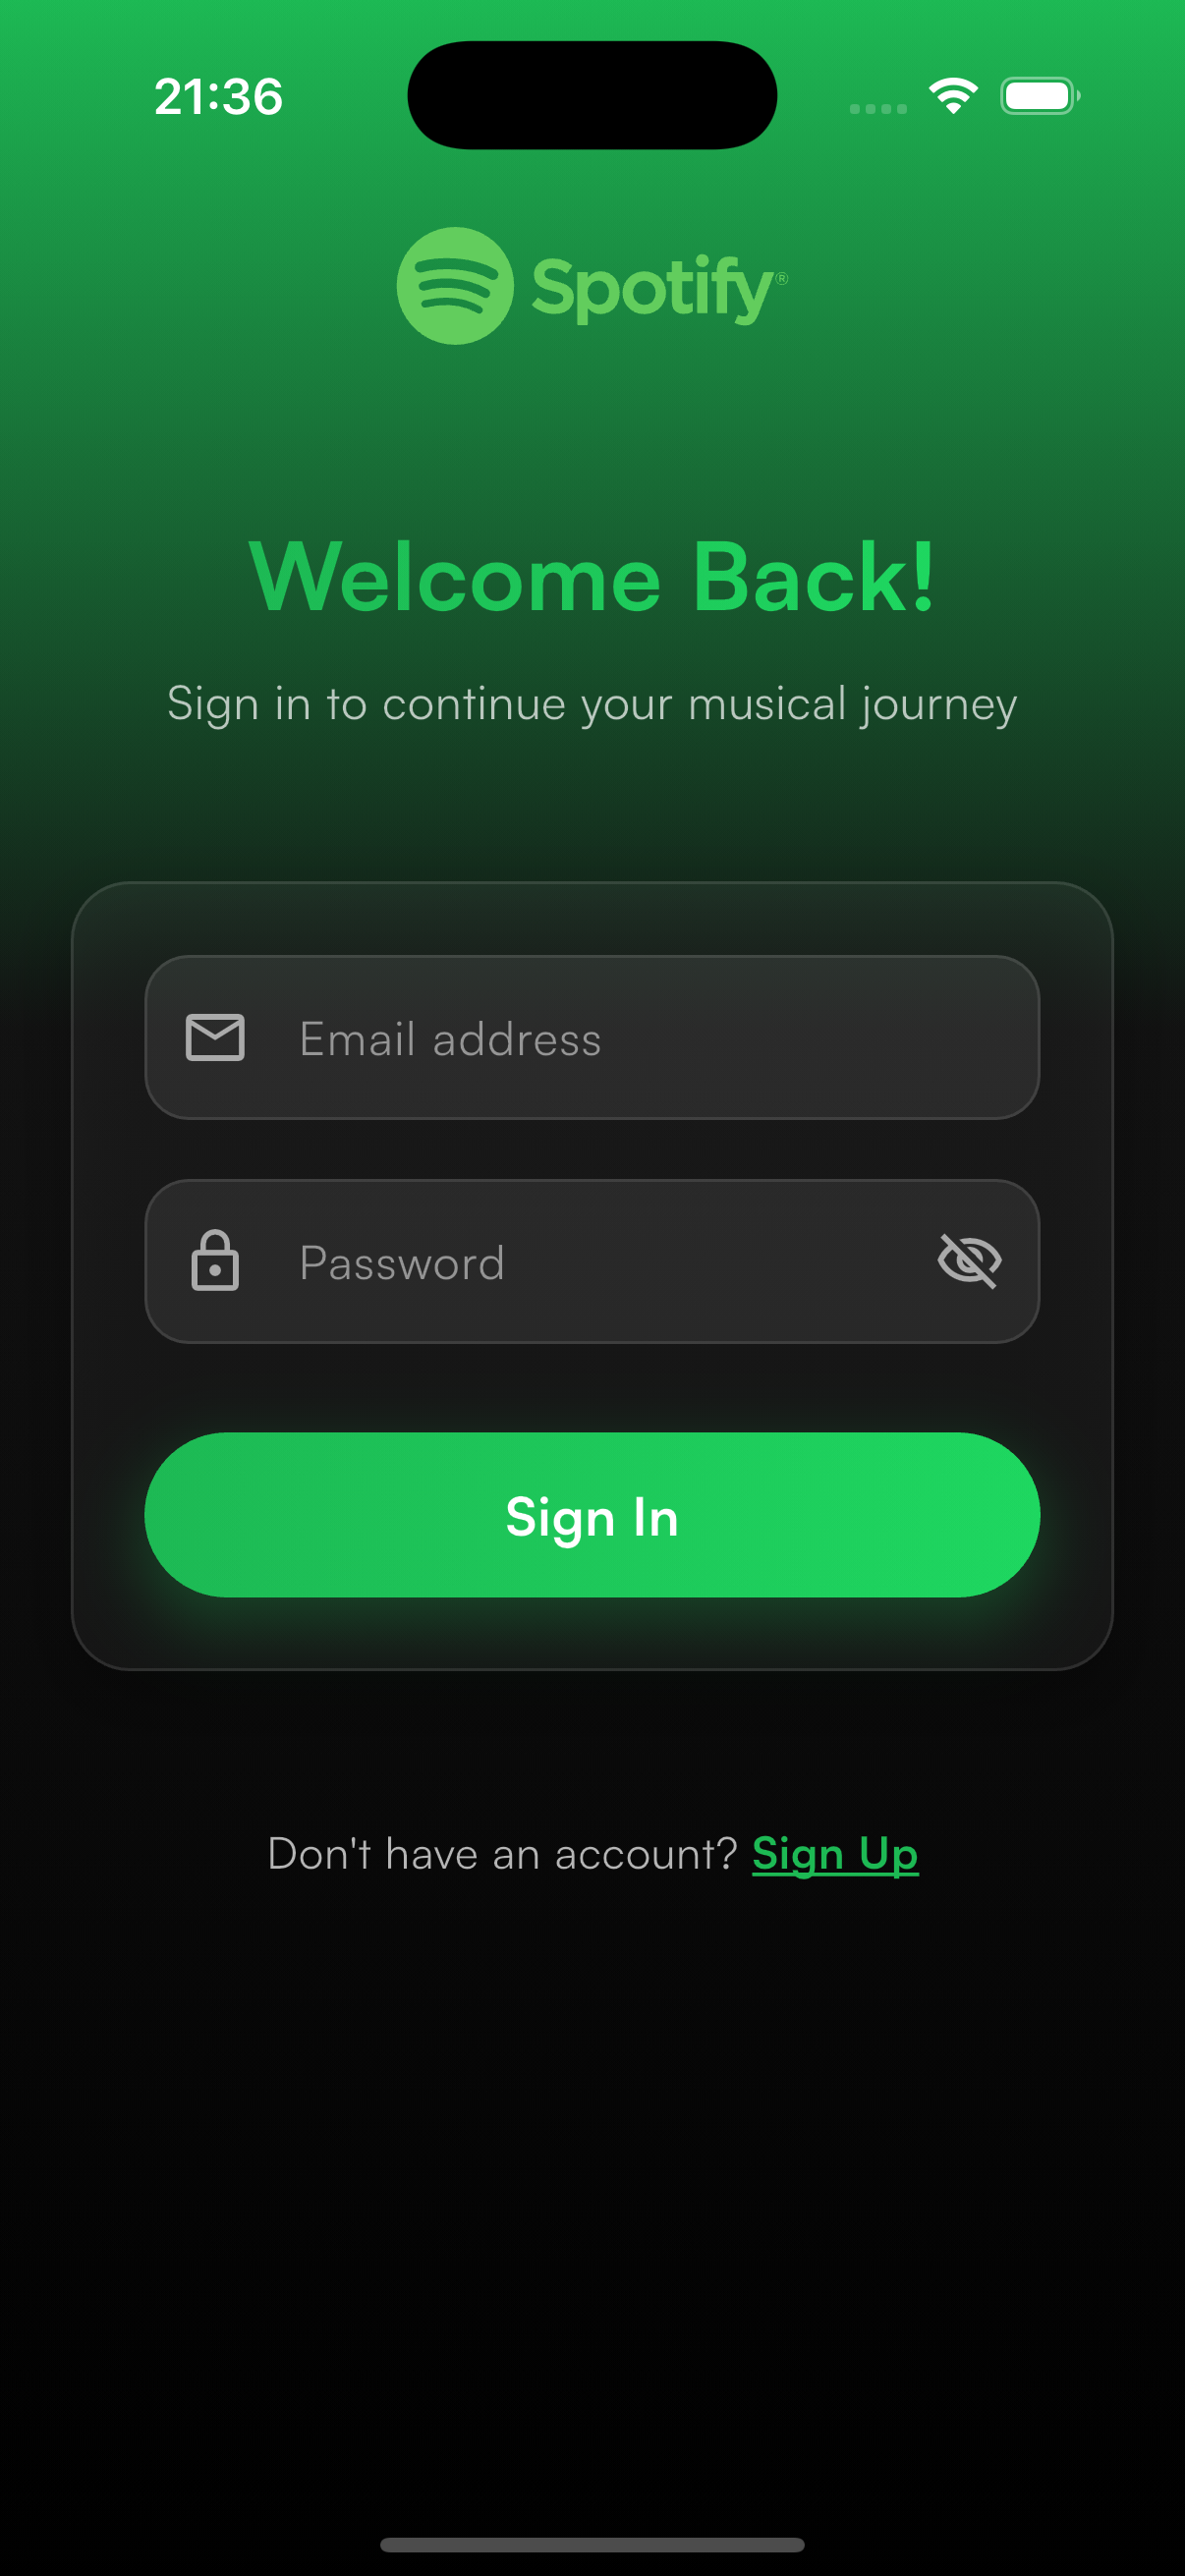 21:36
Spotify®
Welcome Back!
Sign in to continue your musical journey
Email address
Password
Sign In
Don't have an account? Sign Up